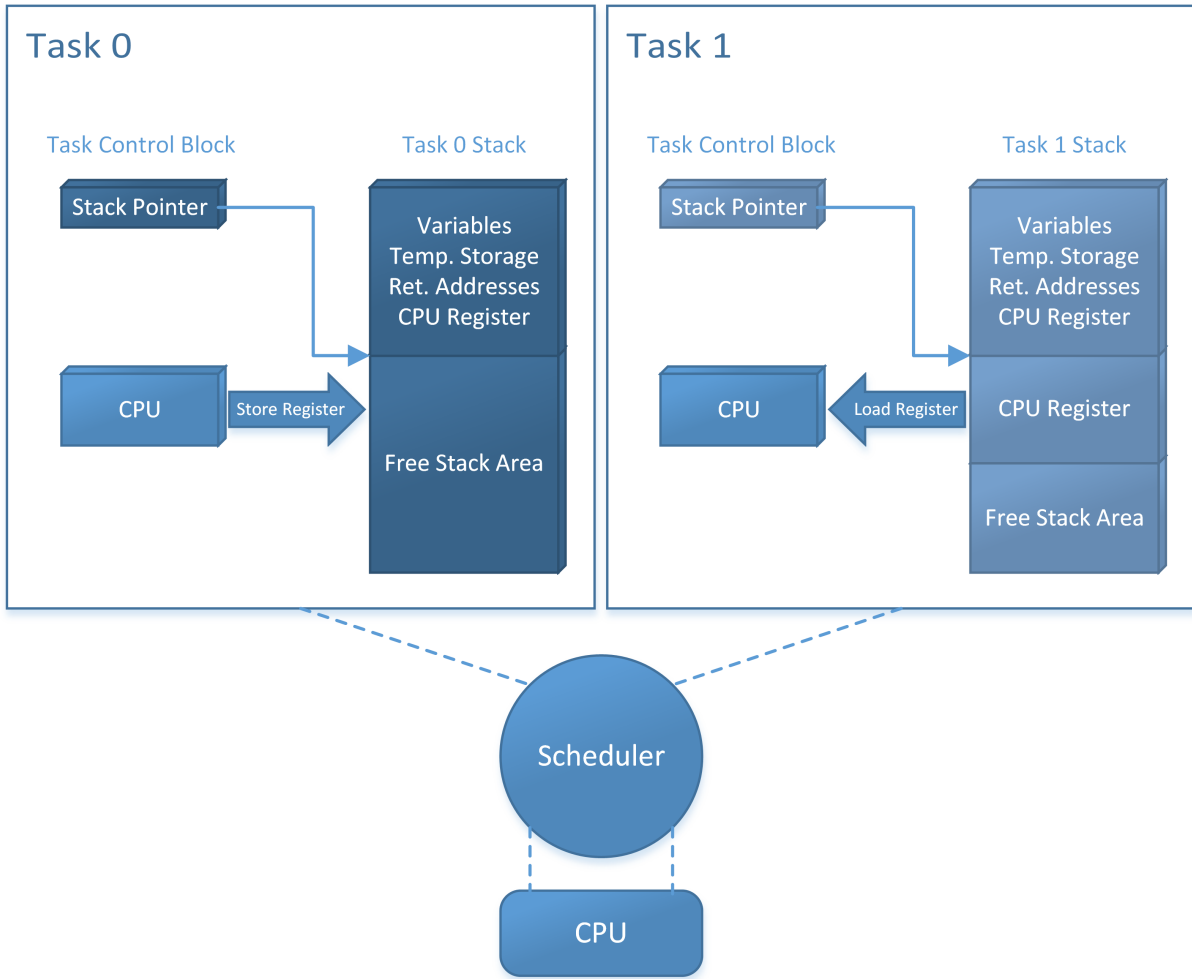 Task 0
Task Control Block
Task 0 Stack
Stack Pointer
Variables
Temp. Storage
Ret. Addresses
CPU Register
CPU
Store Register
Free Stack Area
Task 1
Task Control Block
Task 1 Stack
Stack Pointer
Variables
Temp. Storage
Ret. Addresses
CPU Register
CPU
Load Register
CPU Register
Free Stack Area
Scheduler
CPU